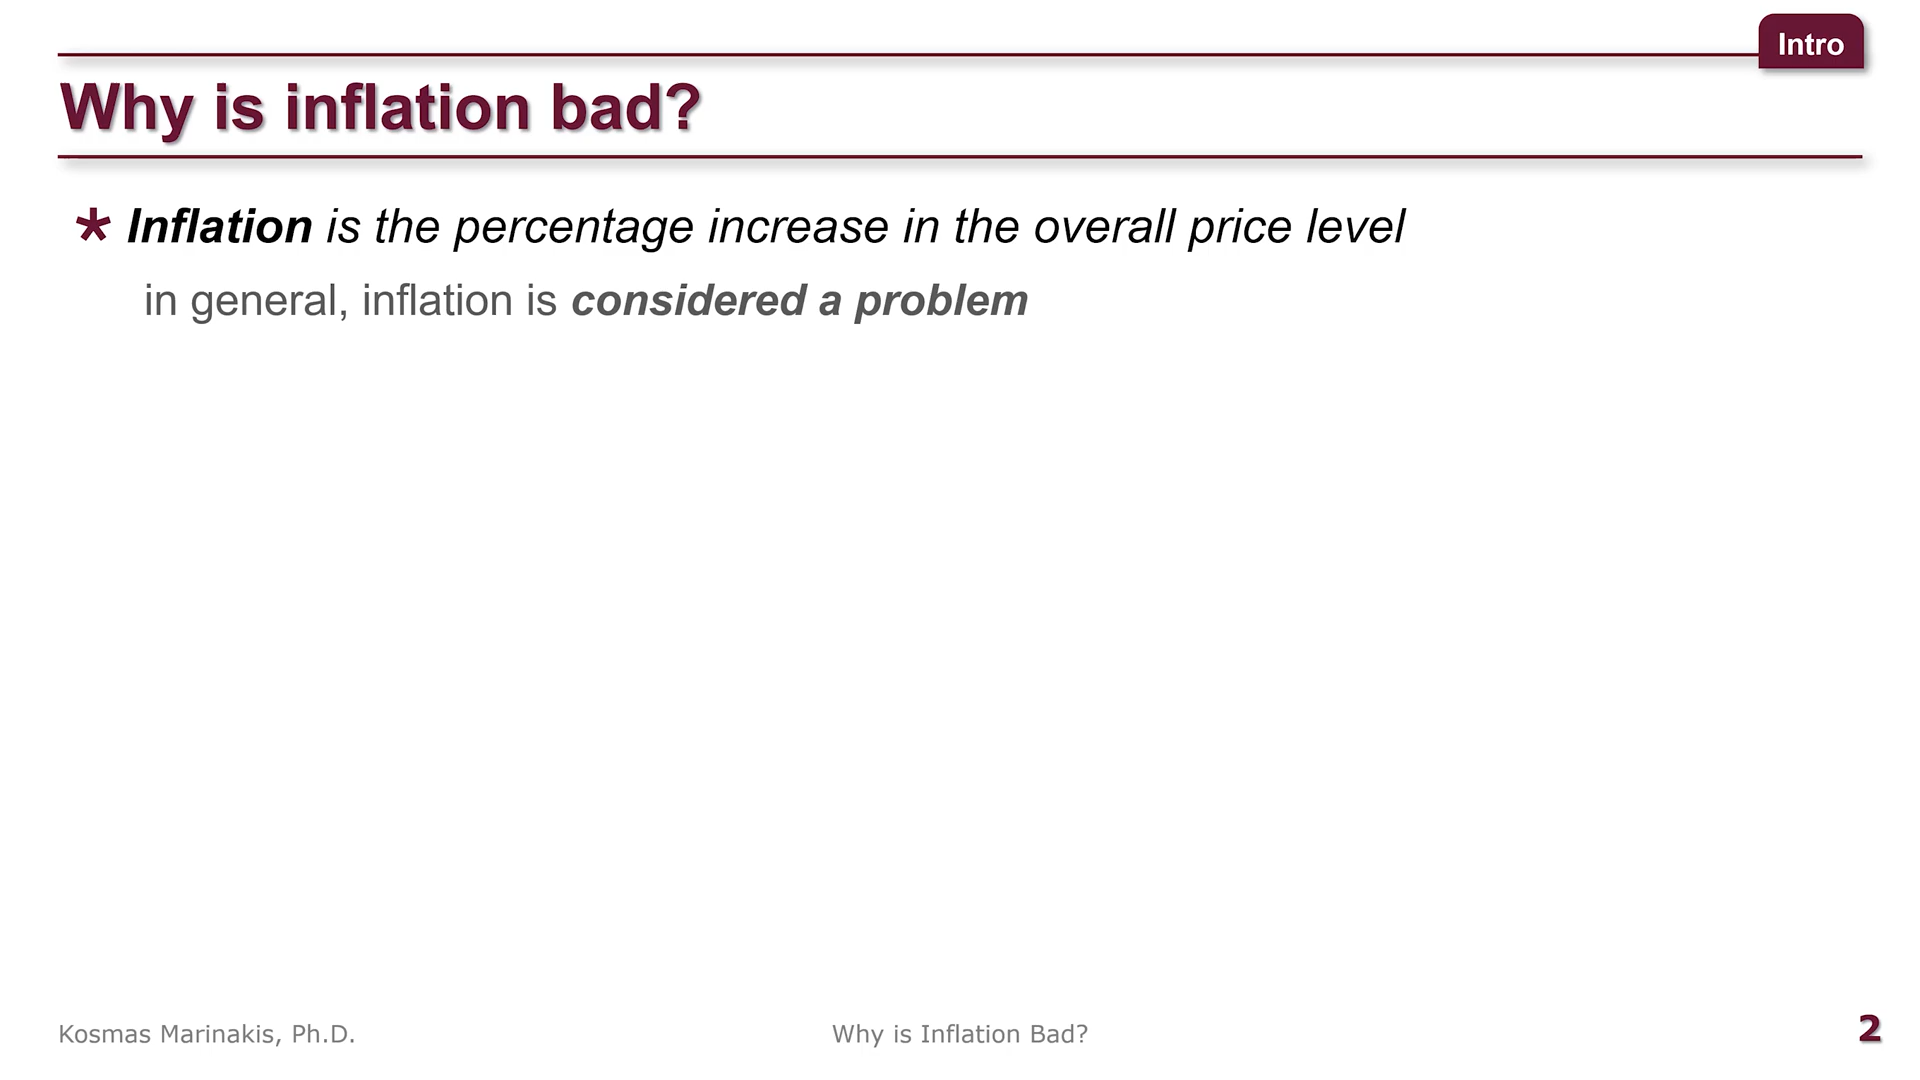 Intro
Why is inflation bad?
* Inflation is the percentage increase in the overall price level
in general, inflation is considered a problem
Kosmas Marinakis, Ph.D.
Why is Inflation Bad?
2